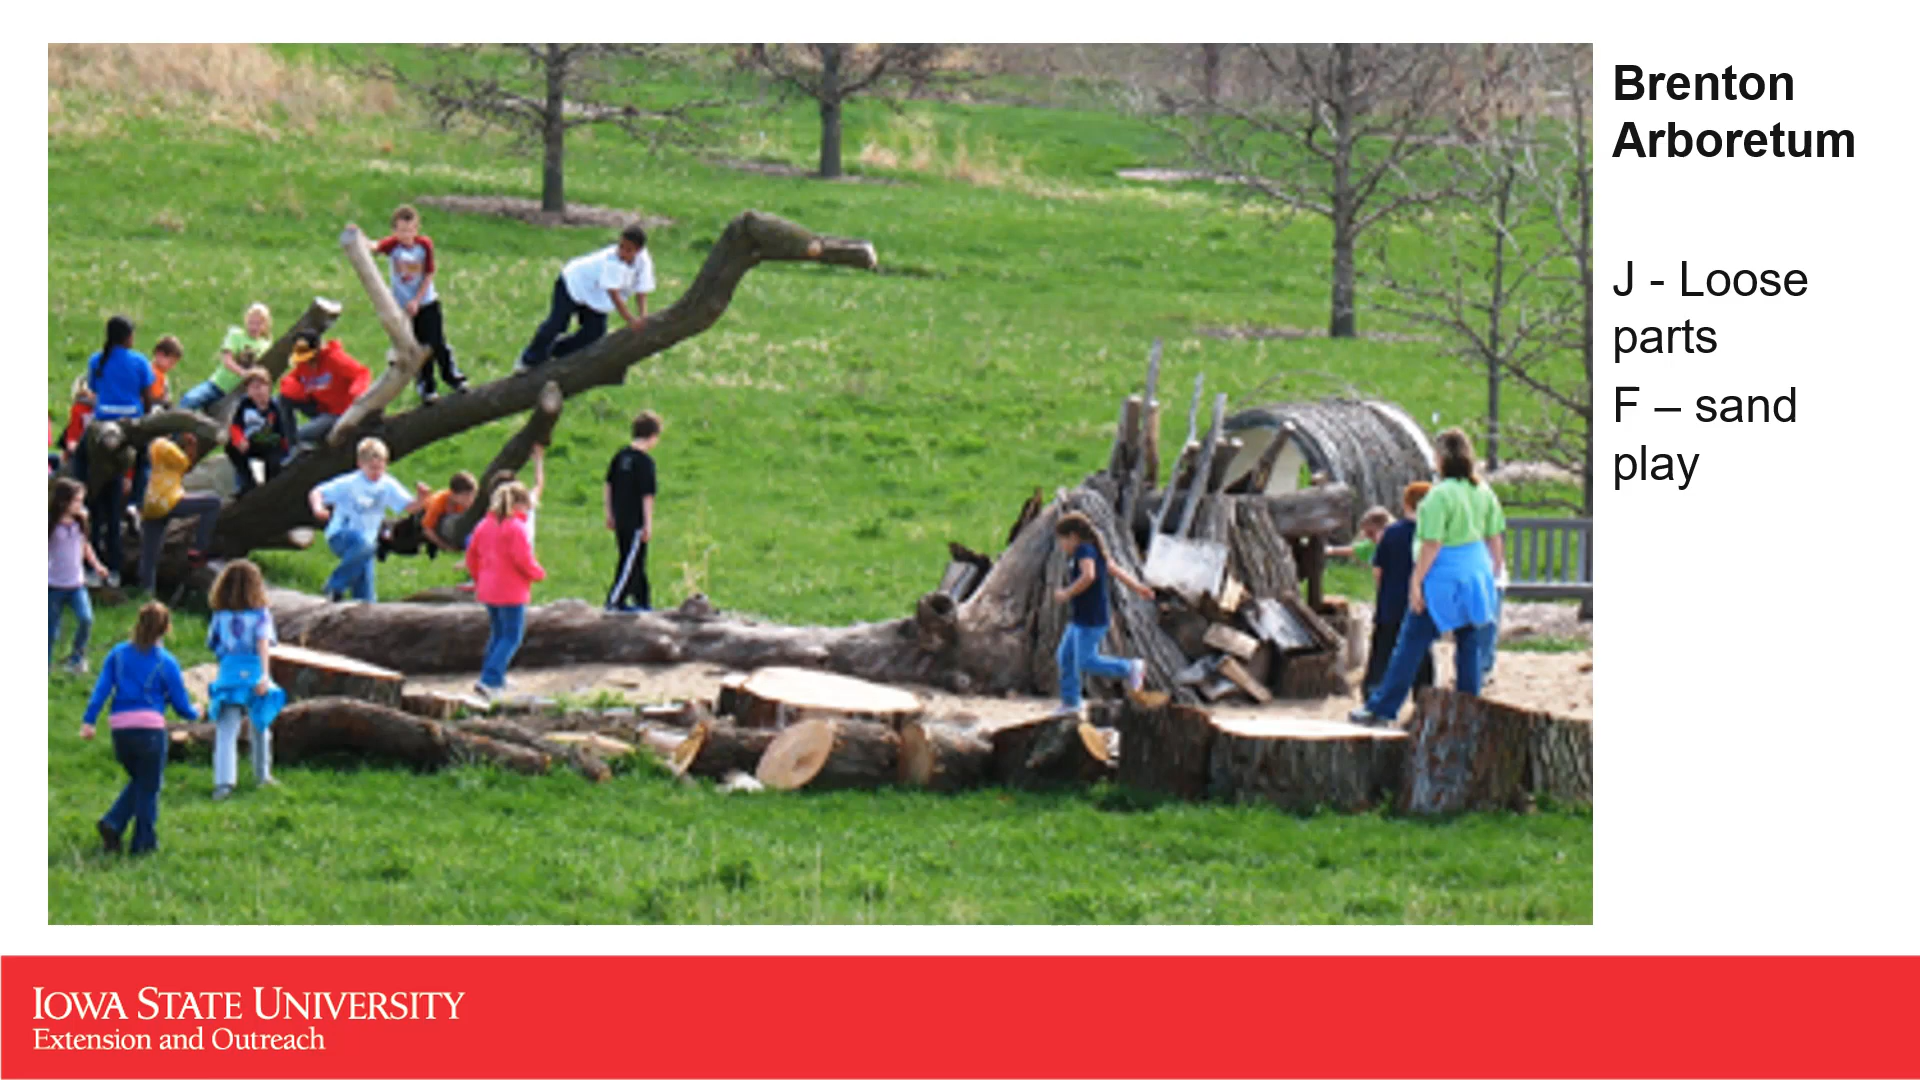 Brenton
Arboretum
J - Loose
parts
F – sand
play
IOWA STATE UNIVERSITY
Extension and Outreach